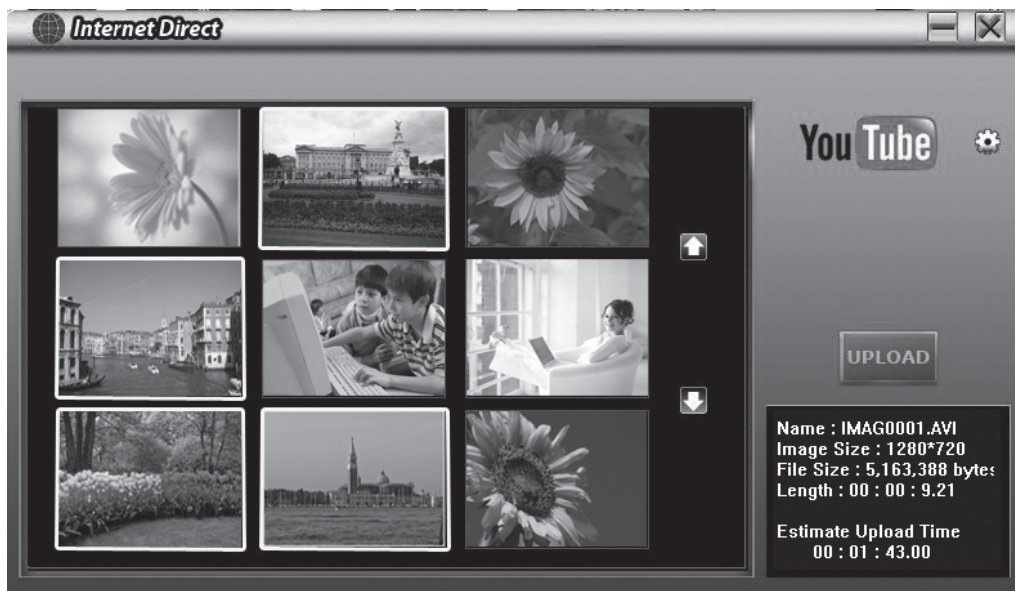 Internet Direct
You Tube
UPLOAD
Name : IMAG0001.AVI
Image Size : 1280*720
File Size : 5,163,388 bytes
Length : 00 : 00 : 9.21
Estimate Upload Time
00 : 01 : 43.00